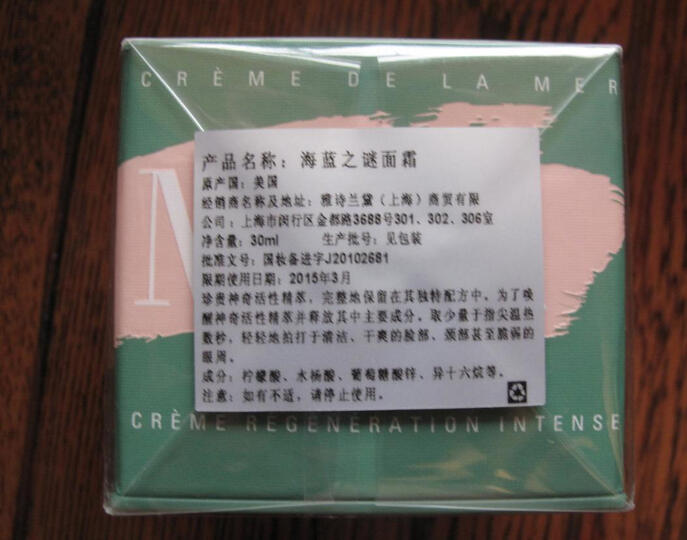 CRÈME DE LA MER
产品名称：海蓝之谜面霜
原产国：美国
经销商名称及地址：雅诗兰黛（上海）商贸有限
公司：上海市闵行区金都路3688号301、302、306室
净含量：30ml 生产批号：见包装
批准文号：国妆备进字J20102681
限期使用日期：2015年3月
珍贵神奇活性精萃，完整地保留在其独特配方中。为了唤
醒神奇活性精萃并释放其中主要成分，取少量于指尖温热
数秒，轻轻地拍打于清洁、干爽的脸部、颈部甚至脆弱的
眼周。
成分：柠檬酸、水杨酸、葡萄糖酸锌、异十六烷等。
注意：如有不适，请停止使用。
CRÈME RÉGÉNÉRATION INTENSE